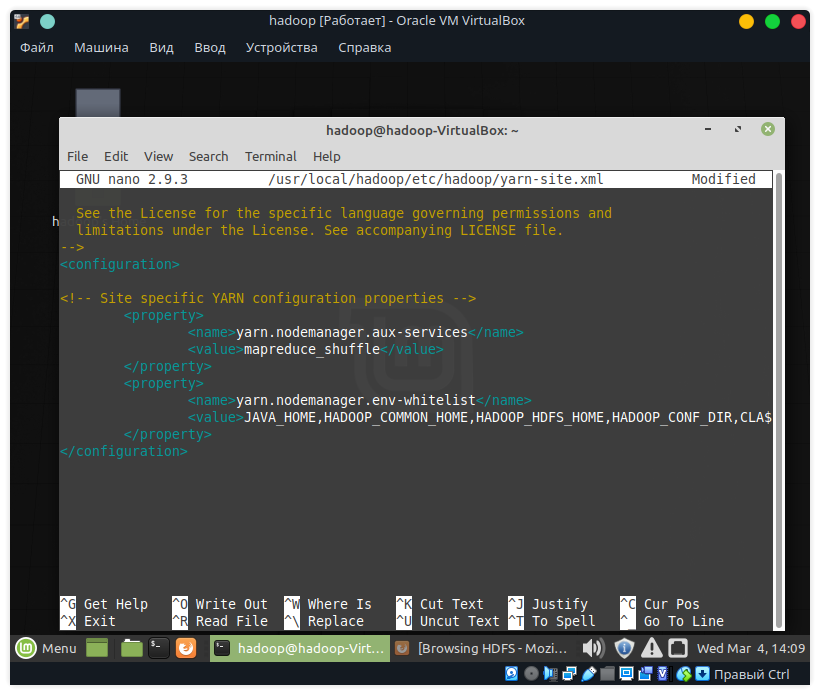 hadoop [Работает] - Oracle VM VirtualBox
Файл Машина Вид Ввод Устройства Справка
hadoop@hadoop-VirtualBox: ~
File Edit View Search Terminal Help
GNU nano 2.9.3 /usr/local/hadoop/etc/hadoop/yarn-site.xml Modified
See the License for the specific language governing permissions and
limitations under the License. See accompanying LICENSE file.
-->
<configuration>
<!-- Site specific YARN configuration properties -->
<property>
<name>yarn.nodemanager.aux-services</name>
<value>mapreduce_shuffle</value>
</property>
<property>
<name>yarn.nodemanager.env-whitelist</name>
<value>JAVA_HOME,HADOOP_COMMON_HOME,HADOOP_HDFS_HOME,HADOOP_CONF_DIR,CLA$
</property>
</configuration>
^G Get Help ^O Write Out ^W Where Is ^K Cut Text ^J Justify ^C Cur Pos
^X Exit ^R Read File ^\ Replace ^U Uncut Text ^T To Spell ^_ Go To Line
Menu hadoop@hadoop-Virt... [Browsing HDFS - Mozi... Wed Mar 4, 14:09
Правый Ctrl